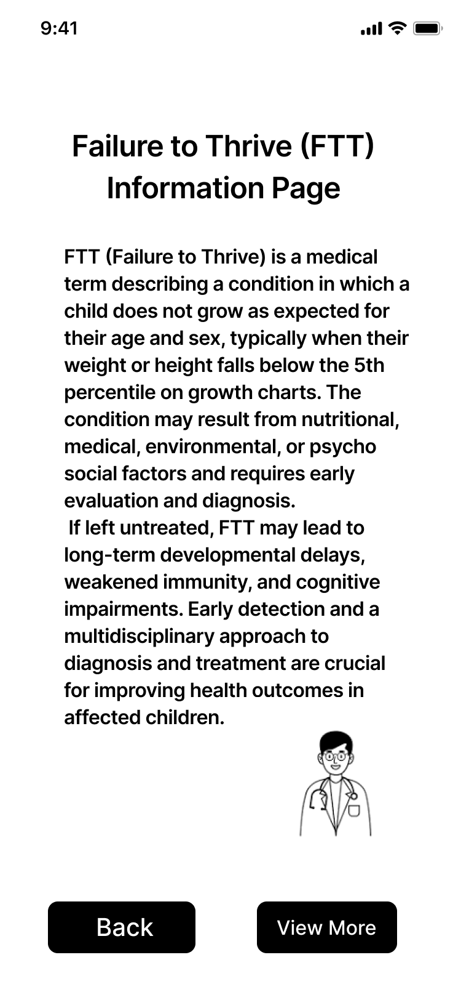 9:41
Failure to Thrive (FTT)
Information Page
FTT (Failure to Thrive) is a medical
term describing a condition in which a
child does not grow as expected for
their age and sex, typically when their
weight or height falls below the 5th
percentile on growth charts. The
condition may result from nutritional,
medical, environmental, or psycho
social factors and requires early
evaluation and diagnosis.
If left untreated, FTT may lead to
long-term developmental delays,
weakened immunity, and cognitive
impairments. Early detection and a
multidisciplinary approach to
diagnosis and treatment are crucial
for improving health outcomes in
affected children.
Back
View More